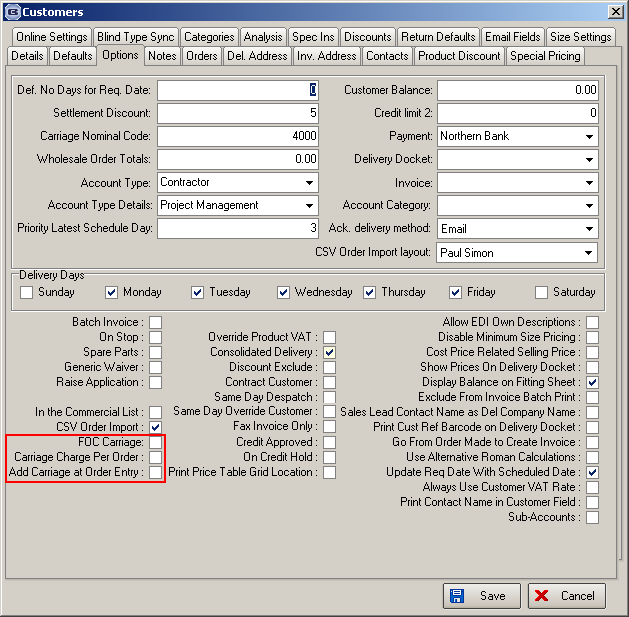 Customers
Online Settings Blind Type Sync Categories Analysis Spec Ins Discounts Return Defaults Email Fields Size Settings
Details Defaults Options Notes Orders Del. Address Inv. Address Contacts Product Discount Special Pricing
Def. No Days for Req. Date: 0 Customer Balance: 0.00
Settlement Discount: 5 Credit limit 2: 0
Carriage Nominal Code: 4000 Payment: Northern Bank
Wholesale Order Totals: 0.00 Delivery Docket:
Account Type: Contractor Invoice:
Account Type Details: Project Management Account Category:
Priority Latest Schedule Day: 3 Ack. delivery method: Email
CSV Order Import layout: Paul Simon
Delivery Days
Sunday Monday Tuesday Wednesday Thursday Friday Saturday
Batch Invoice : Allow EDI Own Descriptions :
On Stop : Override Product VAT : Disable Minimum Size Pricing :
Spare Parts : Consolidated Delivery : Cost Price Related Selling Price :
Generic Waiver : Discount Exclude : Show Prices On Delivery Docket :
Raise Application : Contract Customer : Display Balance on Fitting Sheet :
Same Day Despatch : Exclude From Invoice Batch Print :
In the Commercial List : Same Day Override Customer : Sales Lead Contact Name as Del Company Name :
CSV Order Import : Fax Invoice Only : Print Cust Ref Barcode on Delivery Docket :
FOC Carriage: Credit Approved : Go From Order Made to Create Invoice :
Carriage Charge Per Order : On Credit Hold : Use Alternative Roman Calculations :
Add Carriage at Order Entry : Print Price Table Grid Location : Update Req Date With Scheduled Date :
Always Use Customer VAT Rate :
Print Contact Name in Customer Field :
Sub-Accounts :
Save Cancel